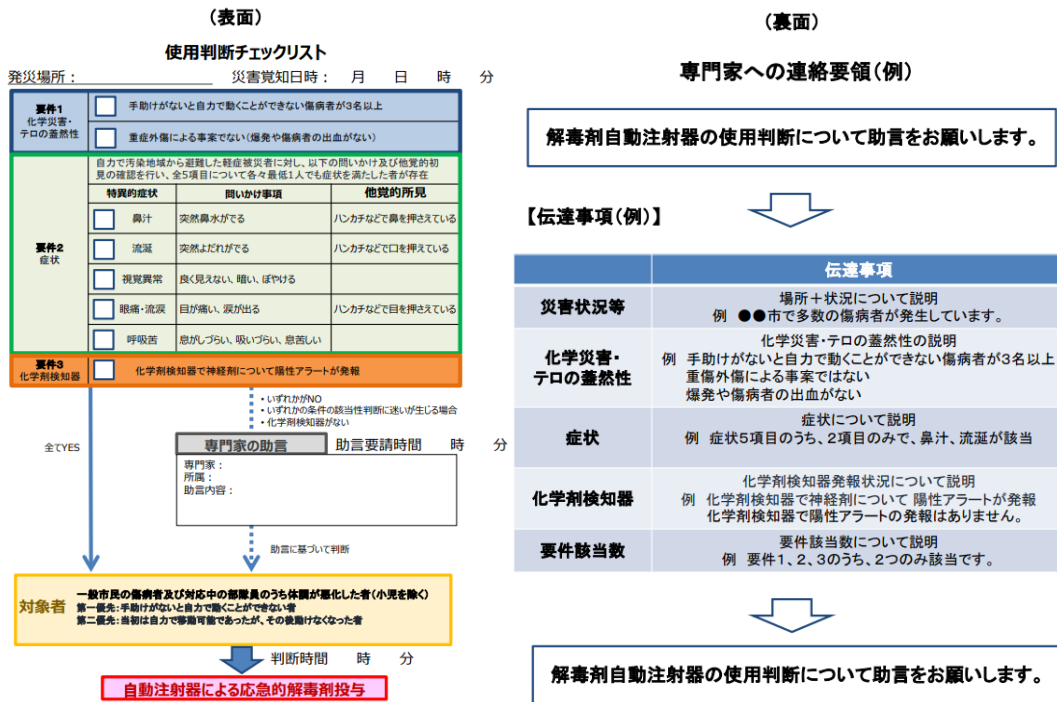 (表面)
使用判断チェックリスト
発災場所： 災害覚知日時： 月 日 時 分
要件1
化学災害・
テロの蓋然性
手助けがないと自力で動くことができない傷病者が3名以上
重症外傷による事案でない(爆発や傷病者の出血がない)
要件2
症状
自力で汚染地域から避難した軽症被災者に対し、以下の問いかけ及び他覚的初
見の確認を行い、全5項目について各々最低1人でも症状を満たした者が存在
特異的症状 問いかけ事項 他覚的所見
鼻汁 突然鼻水がでる ハンカチなどで鼻を押さえている
流涎 突然よだれがでる ハンカチなどで口を押えている
視覚異常 良く見えない、暗い、ぼやける
眼痛・流涙 目が痛い、涙が出る ハンカチなどで目を押さえている
呼吸苦 息がしづらい、吸いづらい、息苦しい
要件3
化学剤検知器
化学剤検知器で神経剤について陽性アラートが発報
・いずれかがNO
・いずれかの条件の該当性判断に迷いが生じる場合
・化学剤検知器がない
全てYES
専門家の助言 助言要請時間 時 分
専門家：
所属：
助言内容：
助言に基づいて判断
対象者
一般市民の傷病者及び対応中の部隊員のうち体調が悪化した者(小児を除く)
第一優先：手助けがないと自力で動くことができない者
第二優先：当初は自力で移動可能であったが、その後動けなくなった者
判断時間 時 分
自動注射器による応急的解毒剤投与
(裏面)
専門家への連絡要領(例)
解毒剤自動注射器の使用判断について助言をお願いします。
【伝達事項(例)】
伝達事項
災害状況等
場所＋状況について説明
例 ●●市で多数の傷病者が発生しています。
化学災害・
テロの蓋然性
化学災害・テロの蓋然性の説明
例 手助けがないと自力で動くことができない傷病者が3名以上
重傷外傷による事案ではない
爆発や傷病者の出血がない
症状
症状について説明
例 症状5項目のうち、2項目のみで、鼻汁、流涎が該当
化学剤検知器
化学剤検知器発報状況について説明
例 化学剤検知器で神経剤について 陽性アラートが発報
化学剤検知器で陽性アラートの発報はありません。
要件該当数
要件該当数について説明
例 要件1、2、3のうち、2つのみ該当です。
解毒剤自動注射器の使用判断について助言をお願いします。